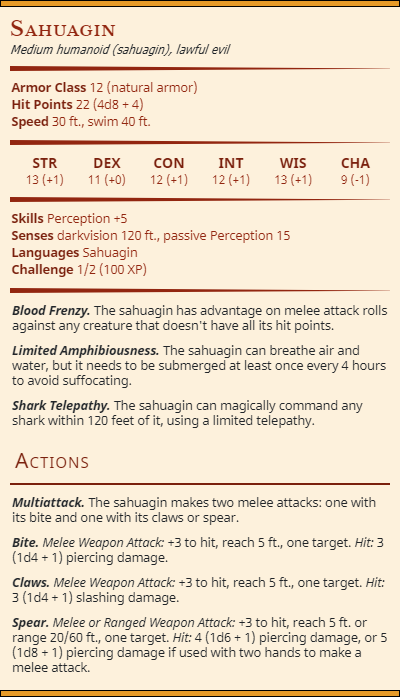 Sahuagin
Medium humanoid (sahuagin), lawful evil
Armor Class 12 (natural armor)
Hit Points 22 (4d8 + 4)
Speed 30 ft., swim 40 ft.
STR DEX CON INT WIS CHA
13 (+1) 11 (+0) 12 (+1) 12 (+1) 13 (+1) 9 (-1)
Skills Perception +5
Senses darkvision 120 ft., passive Perception 15
Languages Sahuagin
Challenge 1/2 (100 XP)
Blood Frenzy. The sahuagin has advantage on melee attack rolls
against any creature that doesn't have all its hit points.
Limited Amphibiousness. The sahuagin can breathe air and
water, but it needs to be submerged at least once every 4 hours
to avoid suffocating.
Shark Telepathy. The sahuagin can magically command any
shark within 120 feet of it, using a limited telepathy.
Actions
Multiattack. The sahuagin makes two melee attacks: one with
its bite and one with its claws or spear.
Bite. Melee Weapon Attack: +3 to hit, reach 5 ft., one target. Hit: 3
(1d4 + 1) piercing damage.
Claws. Melee Weapon Attack: +3 to hit, reach 5 ft., one target. Hit:
3 (1d4 + 1) slashing damage.
Spear. Melee or Ranged Weapon Attack: +3 to hit, reach 5 ft. or
range 20/60 ft., one target. Hit: 4 (1d6 + 1) piercing damage, or 5
(1d8 + 1) piercing damage if used with two hands to make a
melee attack.